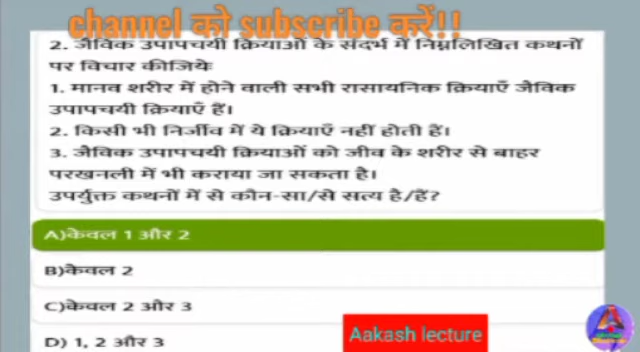 channel को subscribe करें!!
2. जैविक उपापचयी क्रियाओं के संदर्भ में निम्नलिखित कथनों
पर विचार कीजियेः
1. मानव शरीर में होने वाली सभी रासायनिक क्रियाएँ जैविक
उपापचयी क्रियाएँ हैं।
2. किसी भी निर्जीव में ये क्रियाएँ नहीं होती हैं।
3. जैविक उपापचयी क्रियाओं को जीव के शरीर से बाहर
परखनली में भी कराया जा सकता है।
उपर्युक्त कथनों में से कौन-सा/से सत्य है/हैं?
A)केवल 1 और 2
B)केवल 2
C)केवल 2 और 3
D) 1, 2 और 3
Aakash lecture